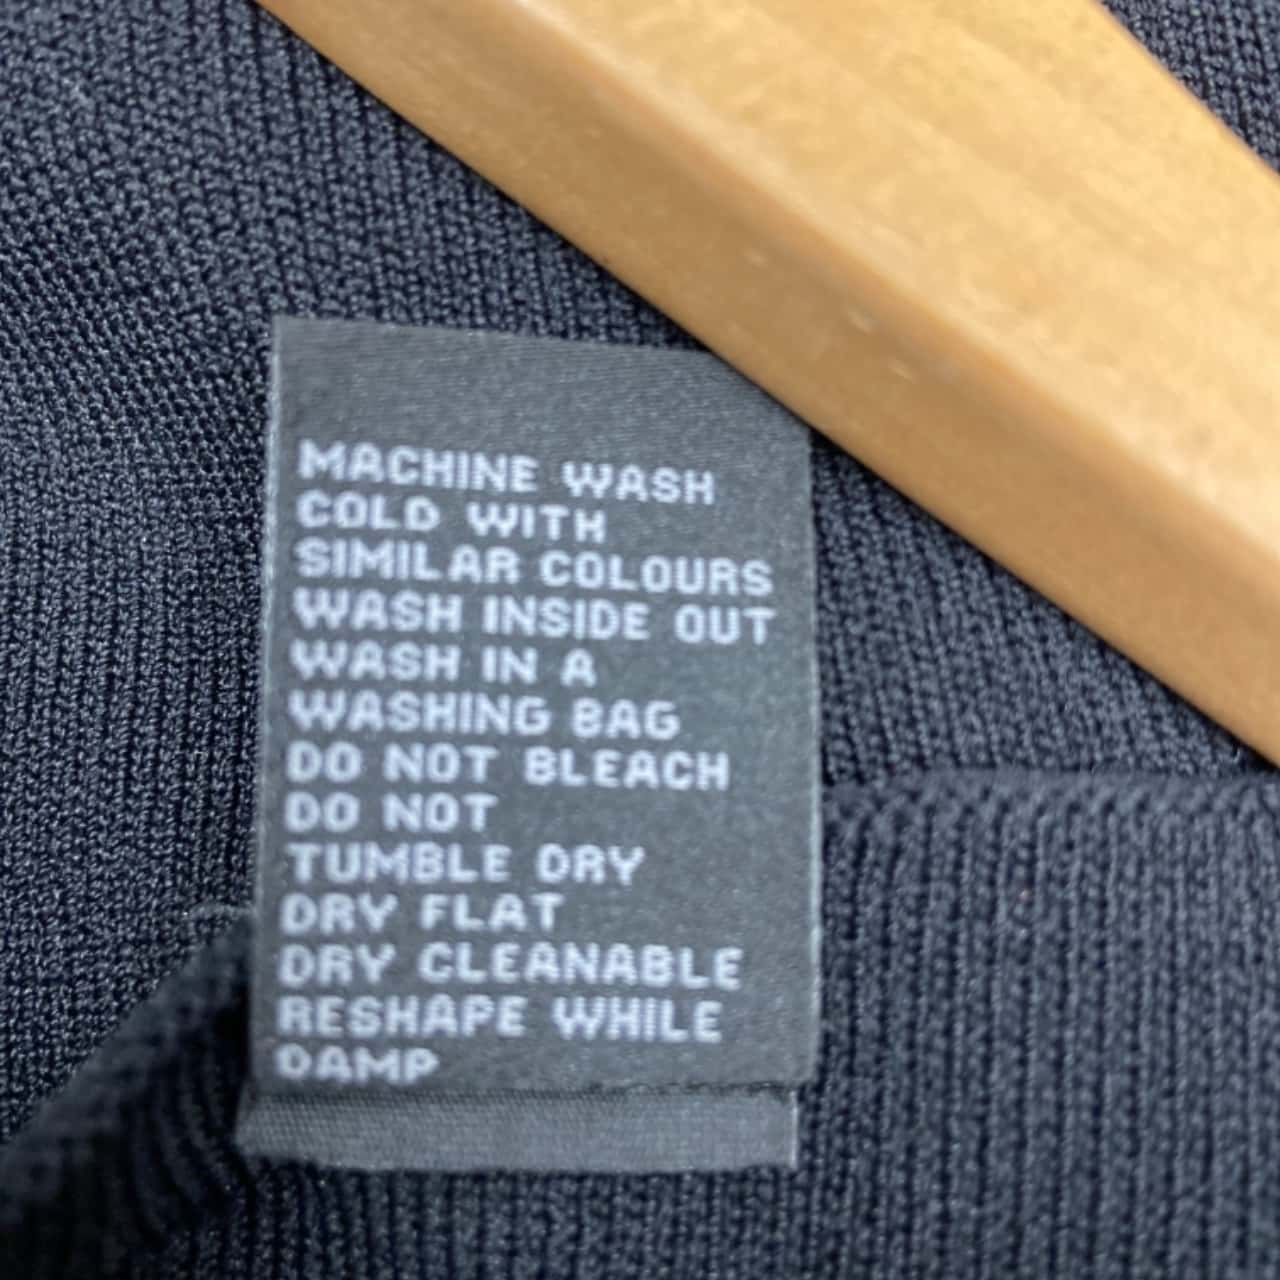 MACHINE WASH
COLD WITH
SIMILAR COLOURS
WASH INSIDE OUT
WASH IN A
WASHING BAG
DO NOT BLEACH
DO NOT
TUMBLE DRY
DRY FLAT
DRY CLEANABLE
RESHAPE WHILE
DAMP